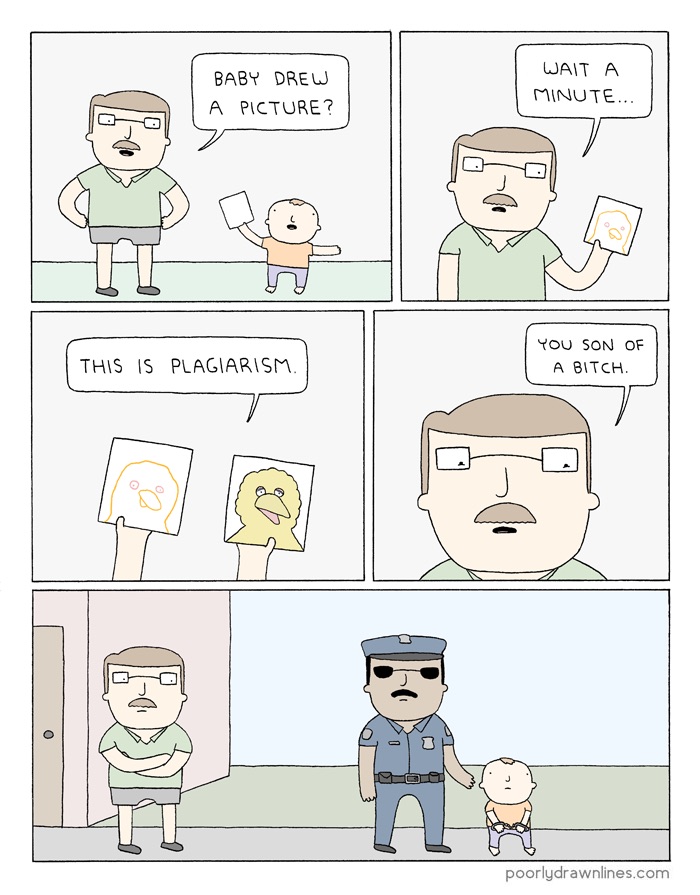 BABY DREW
A PICTURE?
WAIT A
MINUTE...
THIS IS PLAGIARISM.
YOU SON OF
A BITCH.
poorlydrawnlines.com